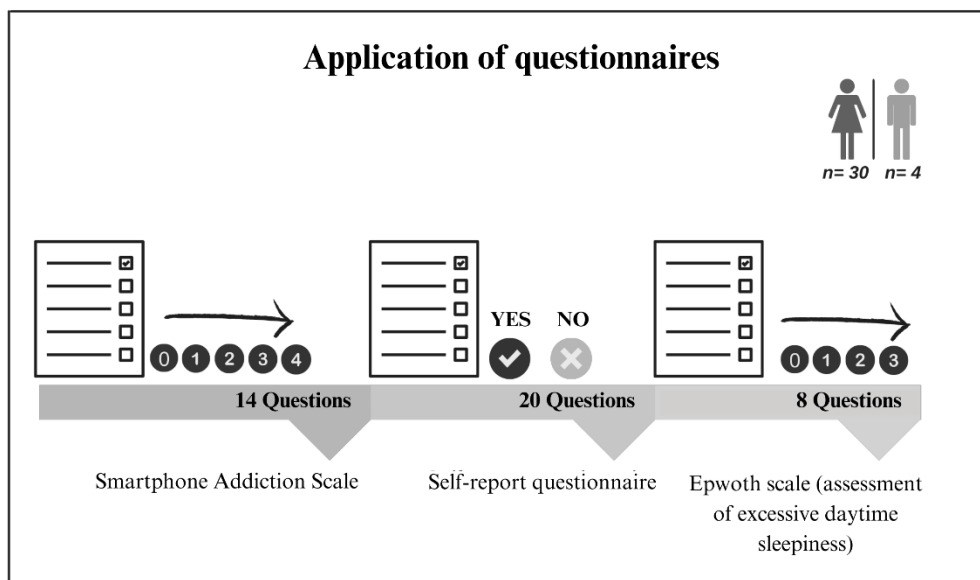 Application of questionnaires
n= 30 n= 4
YES NO
0 1 2 3 4
0 1 2 3
14 Questions
20 Questions
8 Questions
Smartphone Addiction Scale
Self-report questionnaire
Epwoth scale (assessment
of excessive daytime
sleepiness)